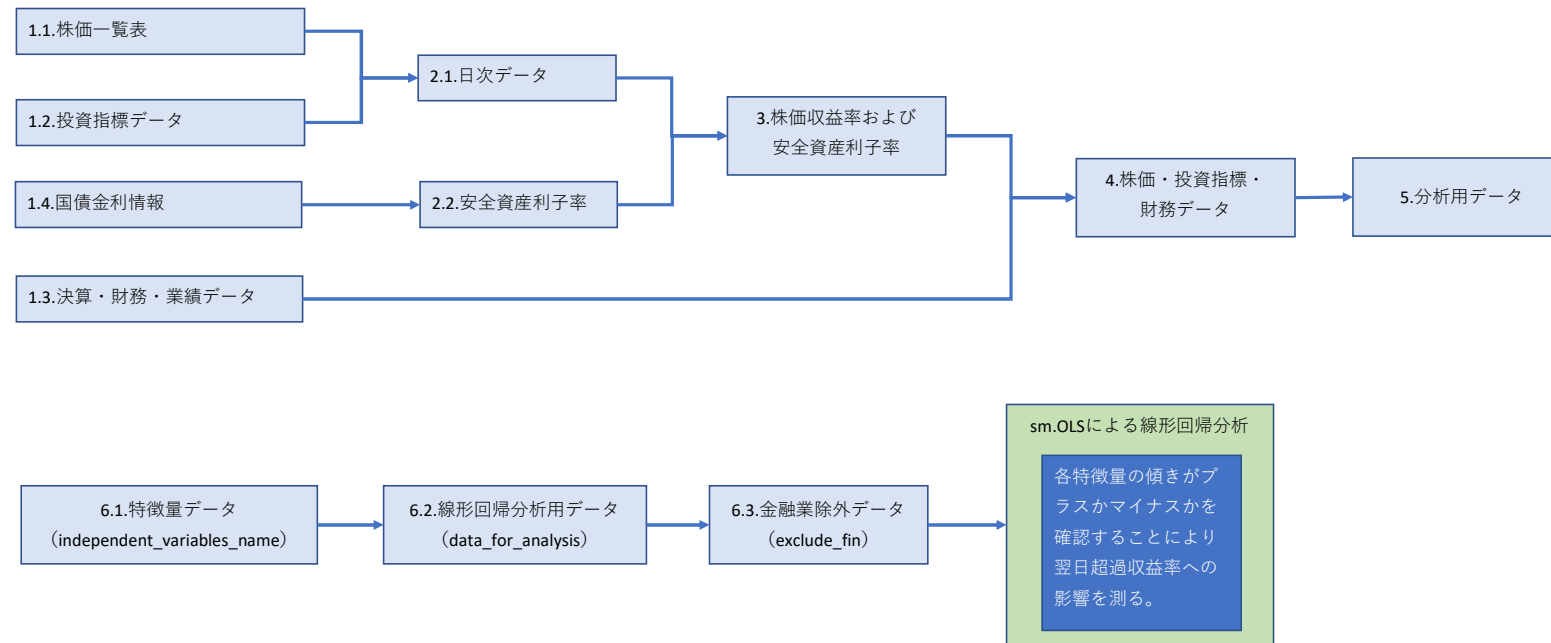 1.1.株価一覧表
1.2.投資指標データ
2.1.日次データ
3.株価収益率および
安全資産利子率
1.4.国債金利情報
2.2.安全資産利子率
4.株価・投資指標・
財務データ
5.分析用データ
1.3.決算・財務・業績データ
sm.OLSによる線形回帰分析
各特徴量の傾きがプ
ラスかマイナスかを
確認することにより
翌日超過収益率への
影響を測る。
6.1.特徴量データ
（independent_variables_name）
6.2.線形回帰分析用データ
（data_for_analysis）
6.3.金融業除外データ
（exclude_fin）